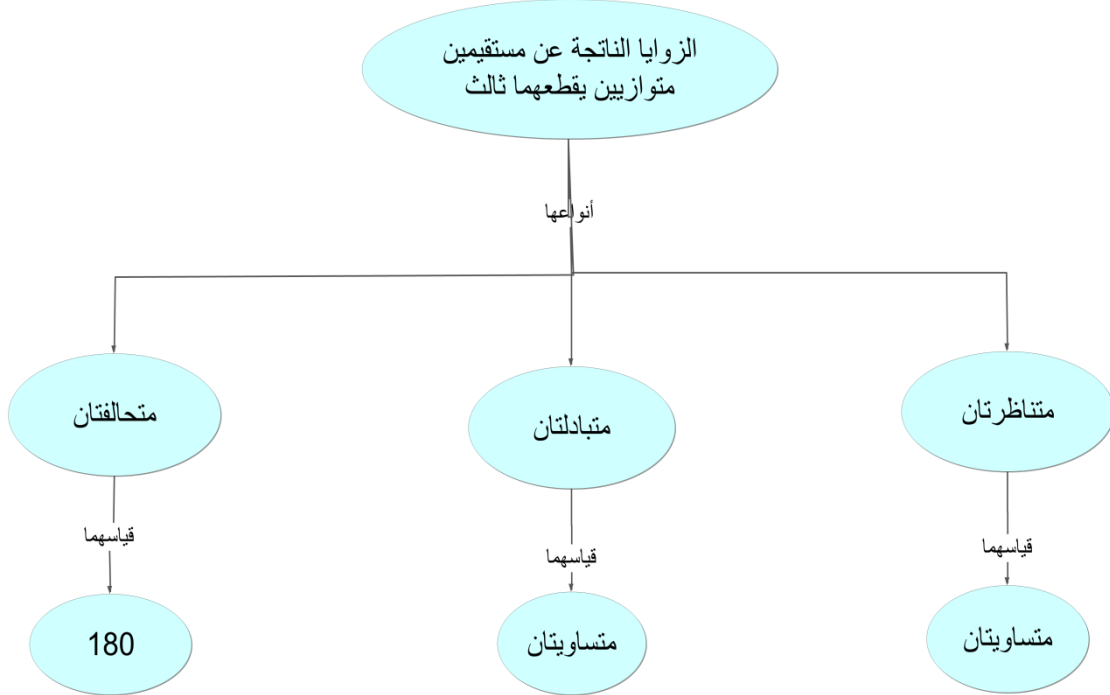 الزوايا الناتجة عن مستقيمين
متوازيين يقطعهما ثالث
أنواعها
متناظرتان
متبادلتان
متحالفتان
قياسهما
قياسهما
قياسهما
متساويتان
متساويتان
180